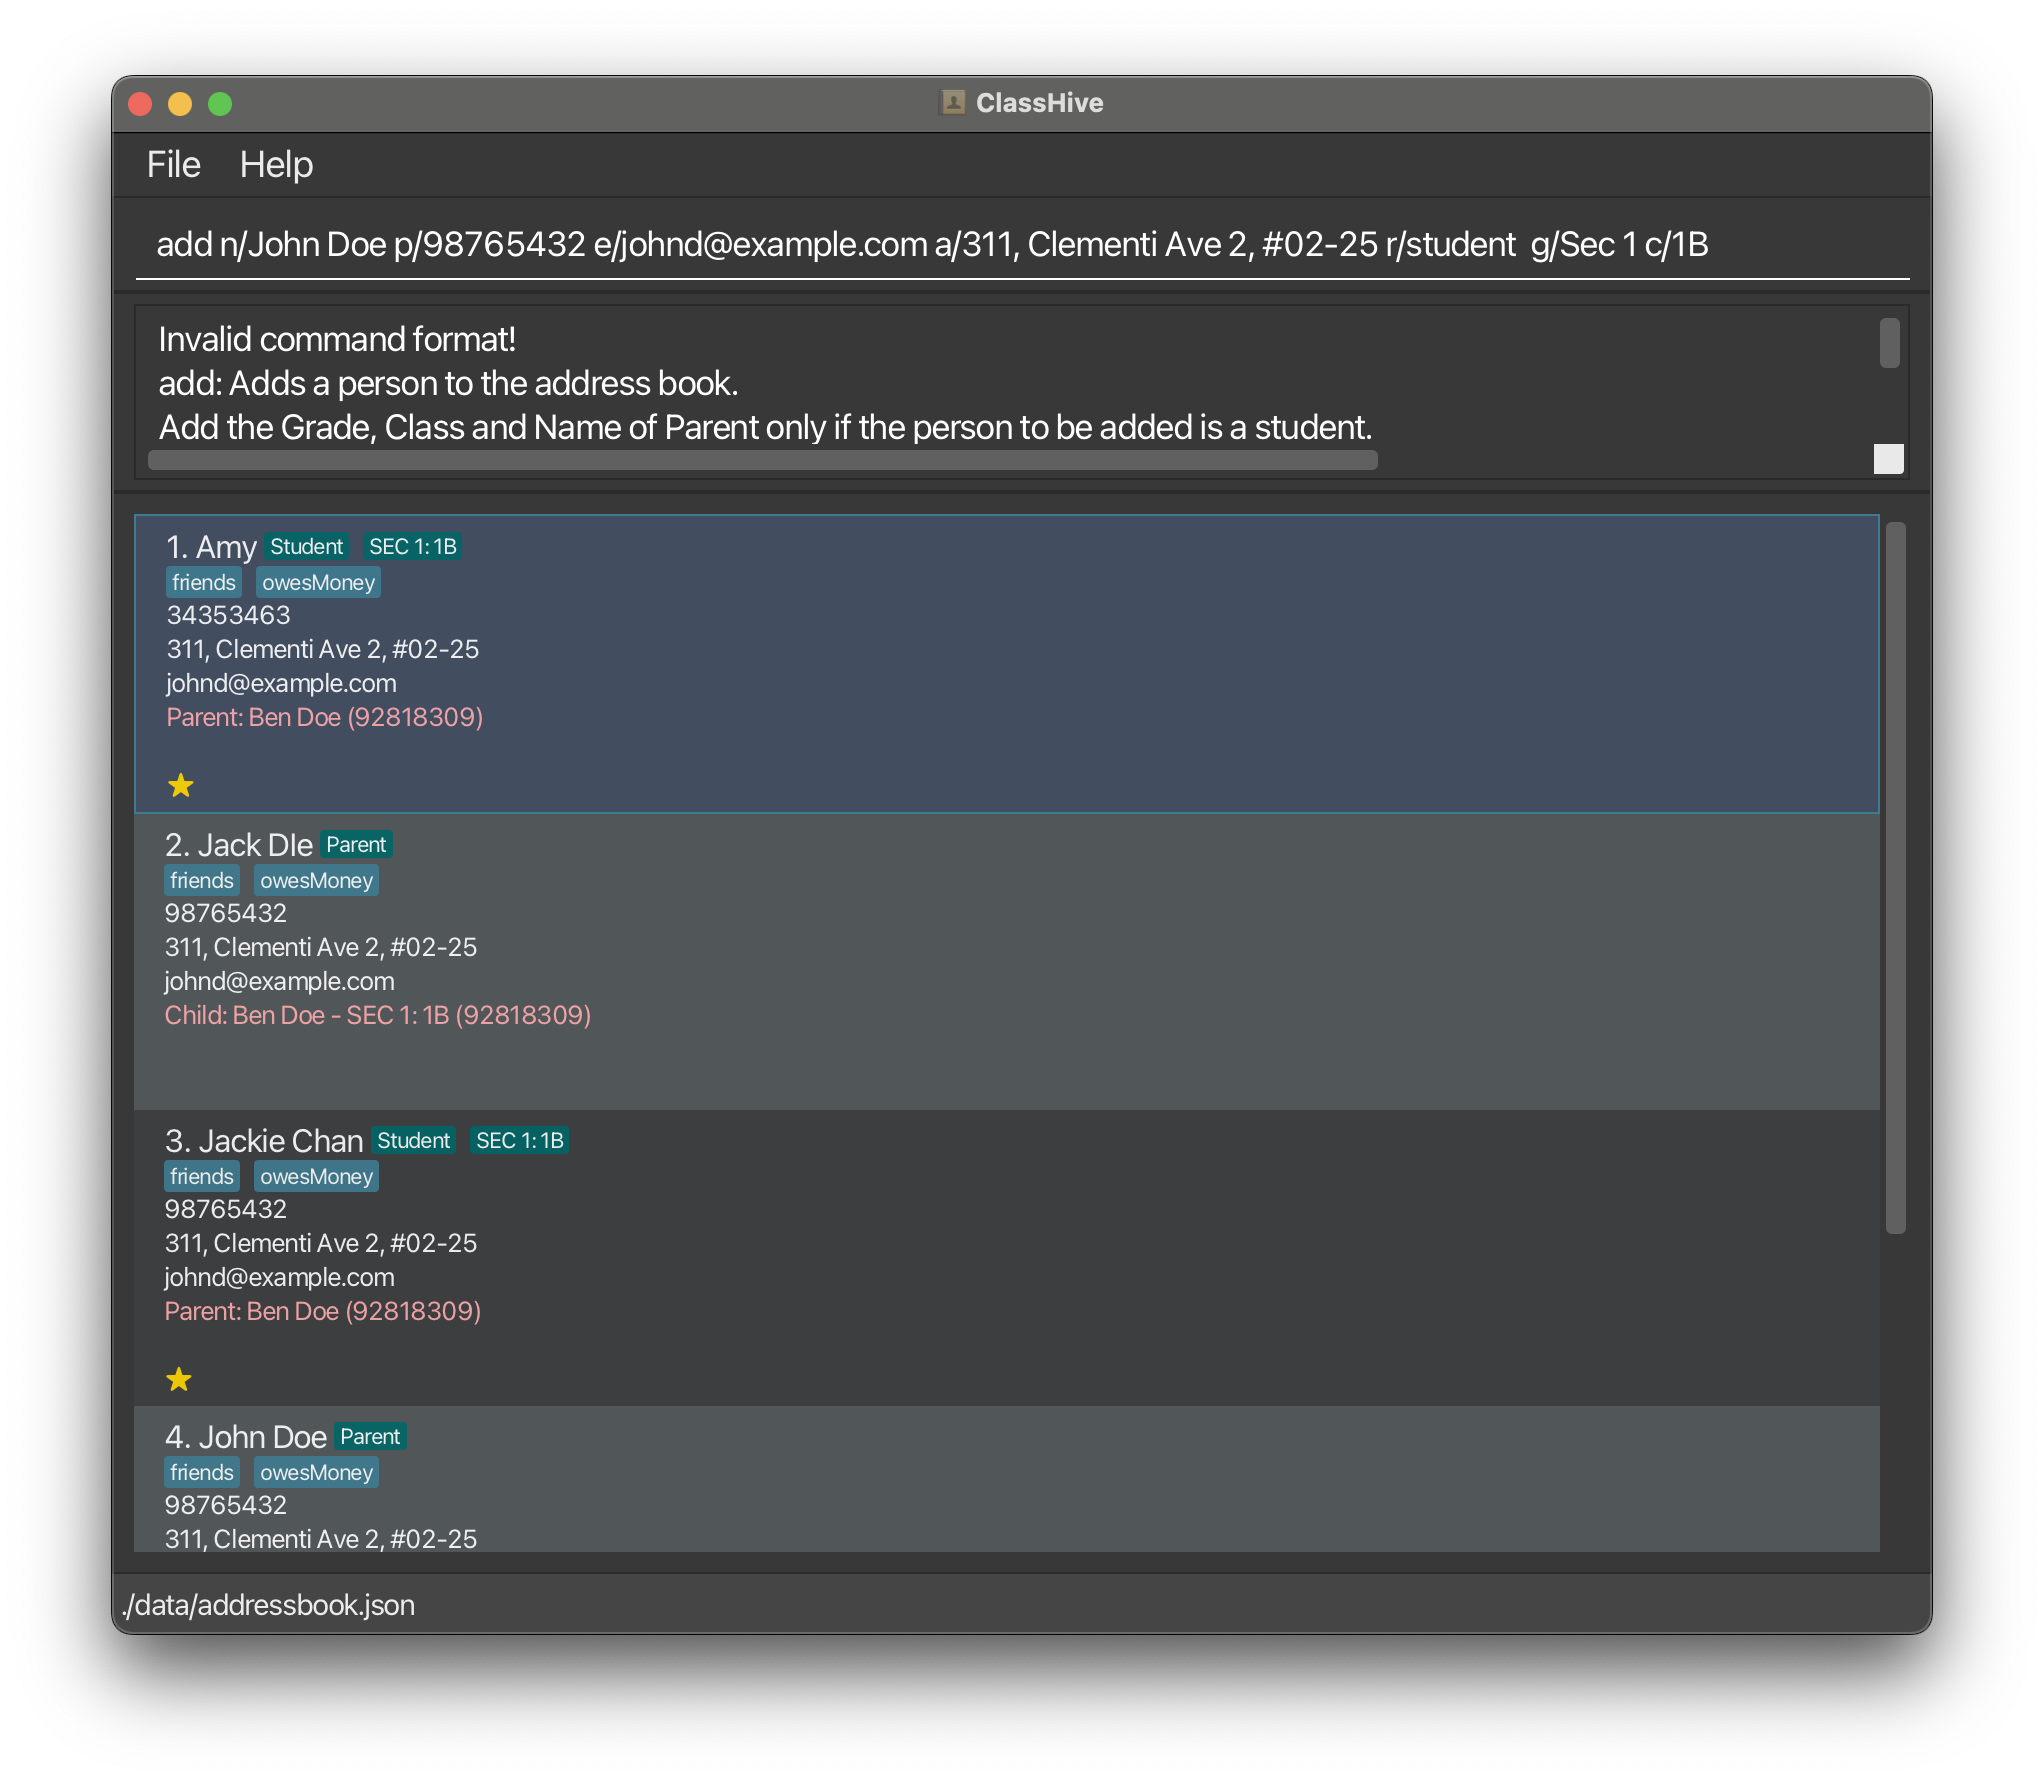 ClassHive
File Help
add n/John Doe p/98765432 e/johnd@example.com a/311, Clementi Ave 2, #02-25 r/student  g/Sec 1 c/1B
Invalid command format!
add: Adds a person to the address book.
Add the Grade, Class and Name of Parent only if the person to be added is a student.
1. Amy Student SEC 1: 1B
friends owesMoney
34353463
311, Clementi Ave 2, #02-25
johnd@example.com
Parent: Ben Doe (92818309)
2. Jack Dle Parent
friends owesMoney
98765432
311, Clementi Ave 2, #02-25
johnd@example.com
Child: Ben Doe - SEC 1: 1B (92818309)
3. Jackie Chan Student SEC 1: 1B
friends owesMoney
98765432
311, Clementi Ave 2, #02-25
johnd@example.com
Parent: Ben Doe (92818309)
4. John Doe Parent
friends owesMoney
98765432
311, Clementi Ave 2, #02-25
./data/addressbook.json